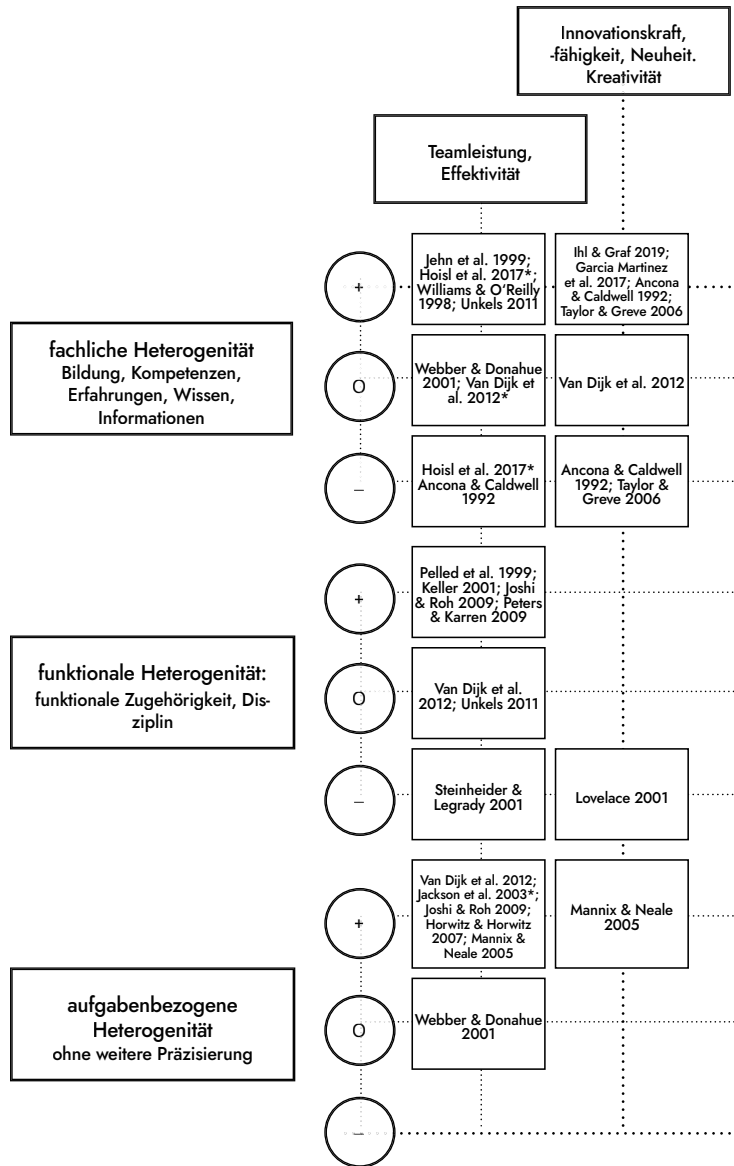 Innovationskraft,
-fähigkeit, Neuheit.
Kreativität
Teamleistung,
Effektivität
fachliche Heterogenität
Bildung, Kompetenzen,
Erfahrungen, Wissen,
Informationen
+
Jehn et al. 1999;
Hoisl et al. 2017*;
Williams & O'Reilly
1998; Unkels 2011
Ihl & Graf 2019;
Garcia Martinez
et al. 2017; Ancona
& Caldwell 1992;
Taylor & Greve 2006
O
Webber & Donahue
2001; Van Dijk et
al. 2012*
Van Dijk et al. 2012
–
Hoisl et al. 2017*
Ancona & Caldwell
1992
Ancona & Caldwell
1992; Taylor &
Greve 2006
funktionale Heterogenität:
funktionale Zugehörigkeit, Dis-
ziplin
+
Pelled et al. 1999;
Keller 2001; Joshi
& Roh 2009; Peters
& Karren 2009
O
Van Dijk et al.
2012; Unkels 2011
–
Steinheider &
Legrady 2001
Lovelace 2001
aufgabenbezogene
Heterogenität
ohne weitere Präzisierung
+
Van Dijk et al. 2012;
Jackson et al. 2003*;
Joshi & Roh 2009;
Horwitz & Horwitz
2007; Mannix &
Neale 2005
Mannix & Neale
2005
O
Webber & Donahue
2001
–